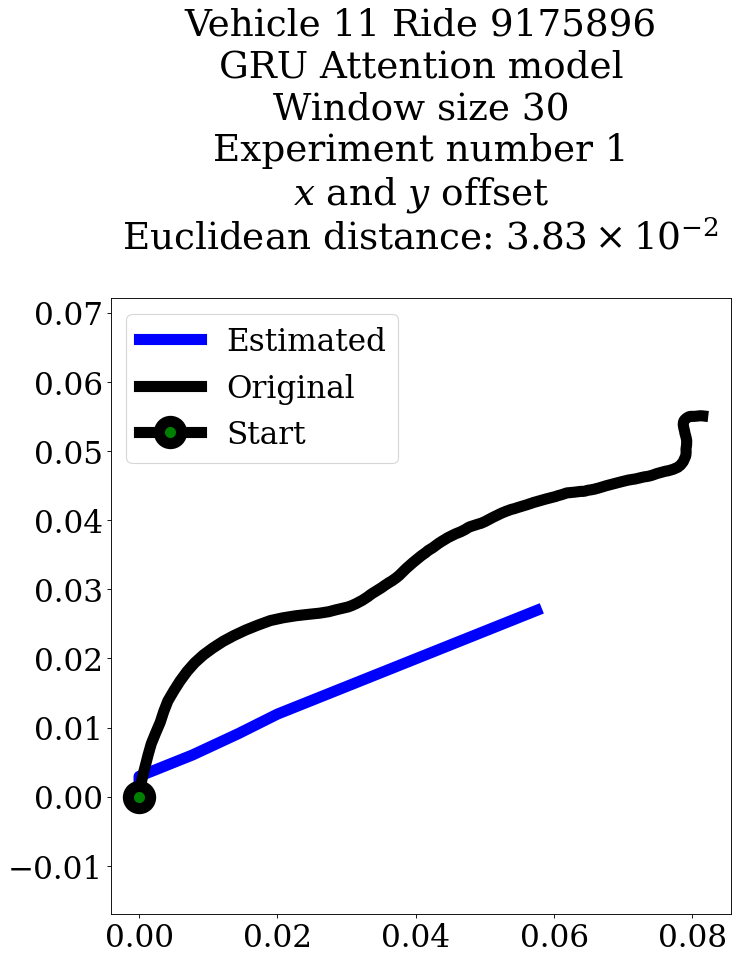 Vehicle 11 Ride 9175896
GRU Attention model
Window size 30
Experiment number 1
x and y offset
Euclidean distance: 3.83 × 10⁻²
0.07
0.06
0.05
0.04
0.03
0.02
0.01
0.00
−0.01
Estimated
Original
Start
0.00 0.02 0.04 0.06 0.08